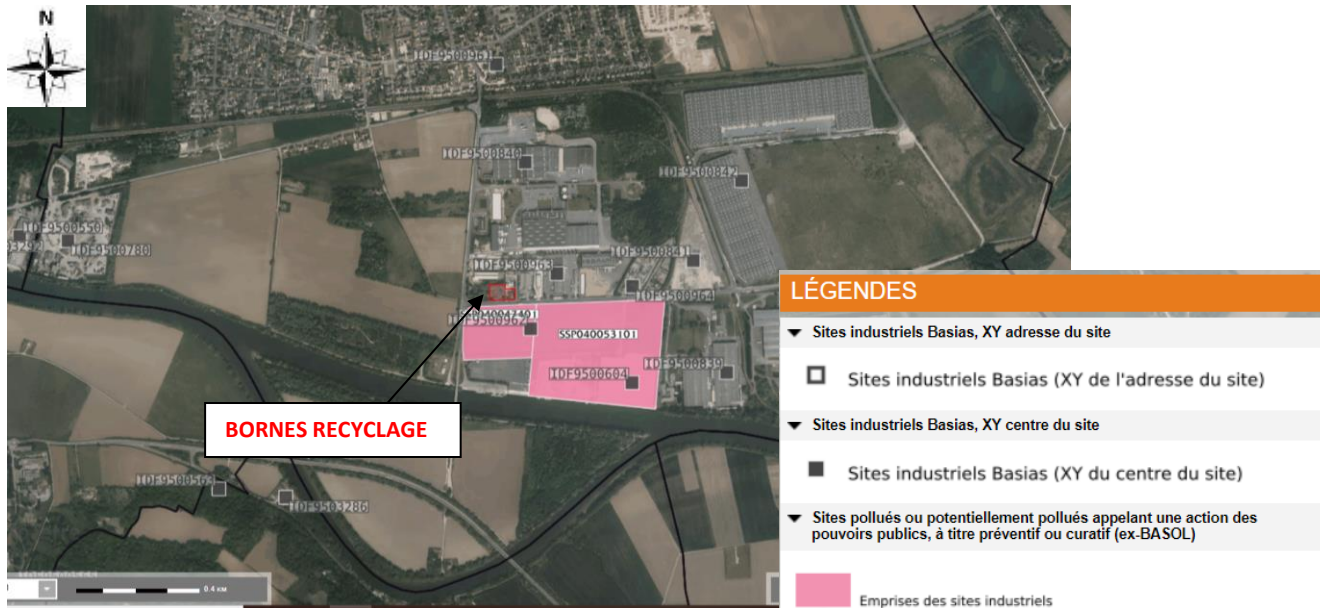 N
IDF9500961
IDF9500840
IDF9500842
IDF9500550
IDF9500780
IDF9500841
IDF9500963
IDF9500964
IDF9500962
SSP040053101
IDF9500839
IDF9500604
BORNES RECYCLAGE
IDF9500563
IDF9503286
0.4 KM
LÉGENDES
Sites industriels Basias, XY adresse du site
Sites industriels Basias (XY de l'adresse du site)
Sites industriels Basias, XY centre du site
Sites industriels Basias (XY du centre du site)
Sites pollués ou potentiellement pollués appelant une action des
pouvoirs publics, à titre préventif ou curatif (ex-BASOL)
Emprises des sites industriels